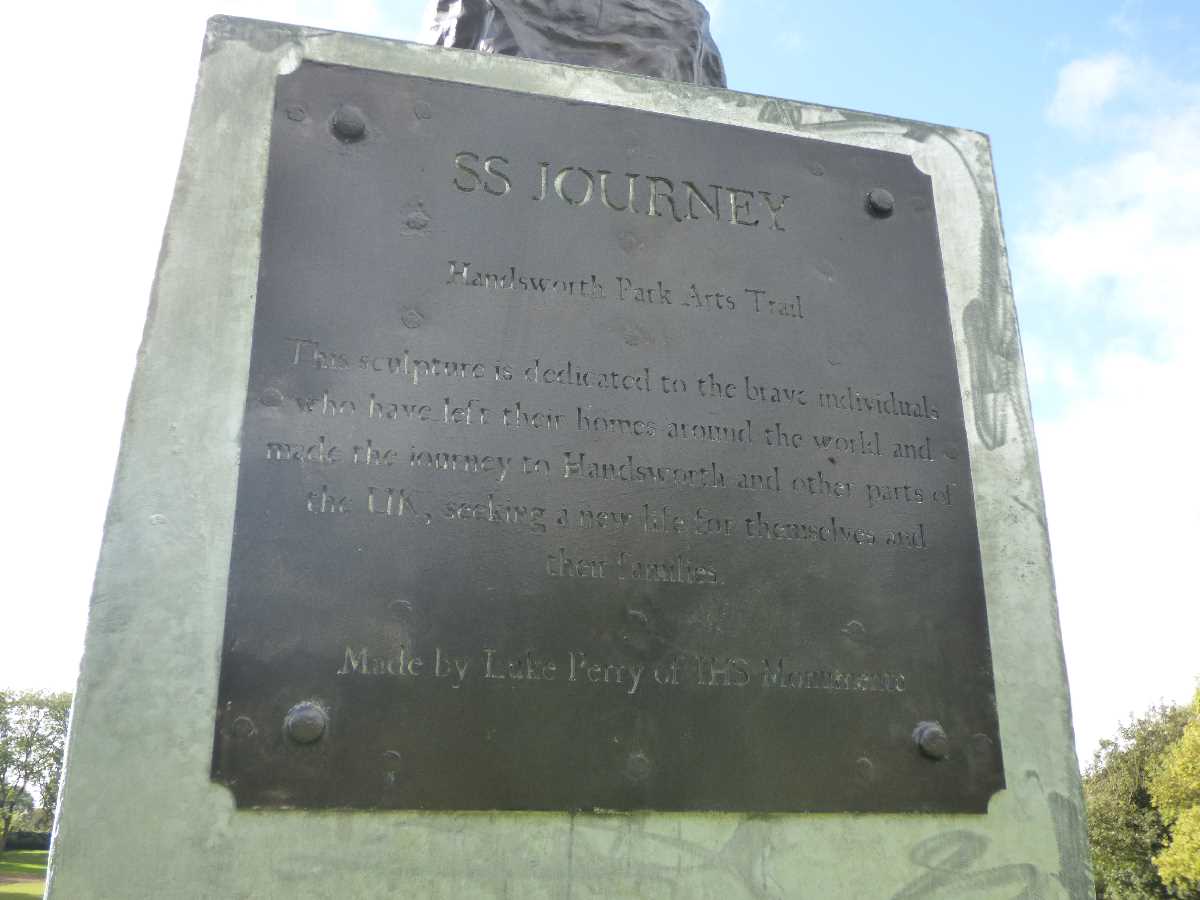 SS JOURNEY
Handsworth Park Arts Trail
This sculpture is dedicated to the brave individuals
who have left their homes around the world and
made the journey to Handsworth and other parts of
the UK, seeking a new life for themselves and
their families.
Made by Luke Perry of IHS Monuments